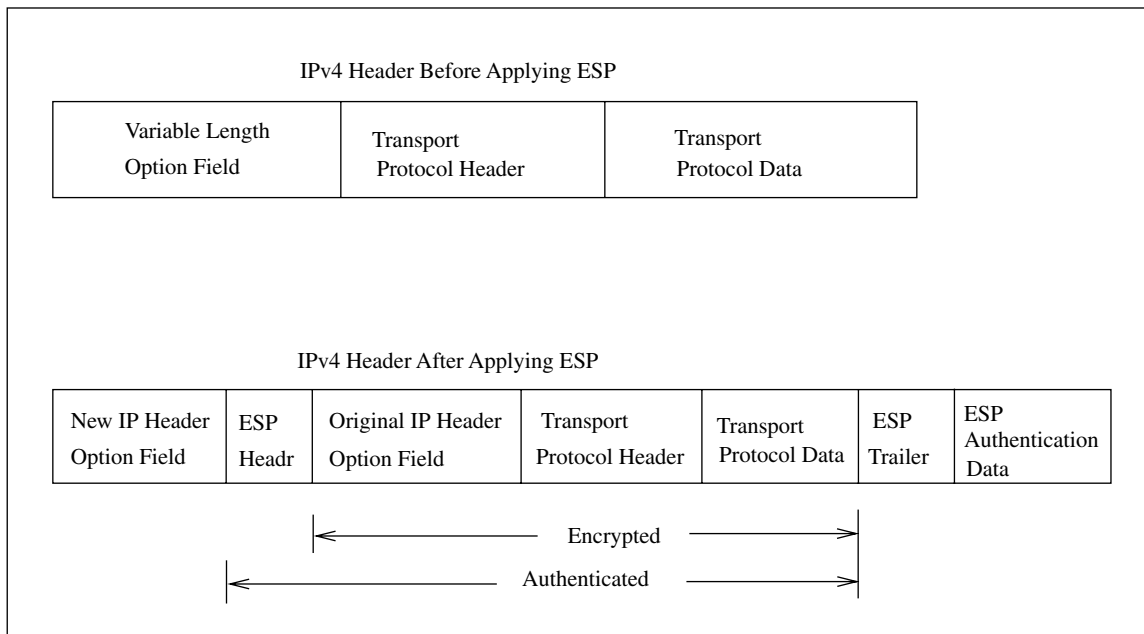 IPv4 Header Before Applying ESP
Variable Length
Option Field
Transport
Protocol Header
Transport
Protocol Data
IPv4 Header After Applying ESP
New IP Header
Option Field
ESP
Headr
Original IP Header
Option Field
Transport
Protocol Header
Transport
Protocol Data
ESP
Trailer
ESP
Authentication
Data
Encrypted
Authenticated